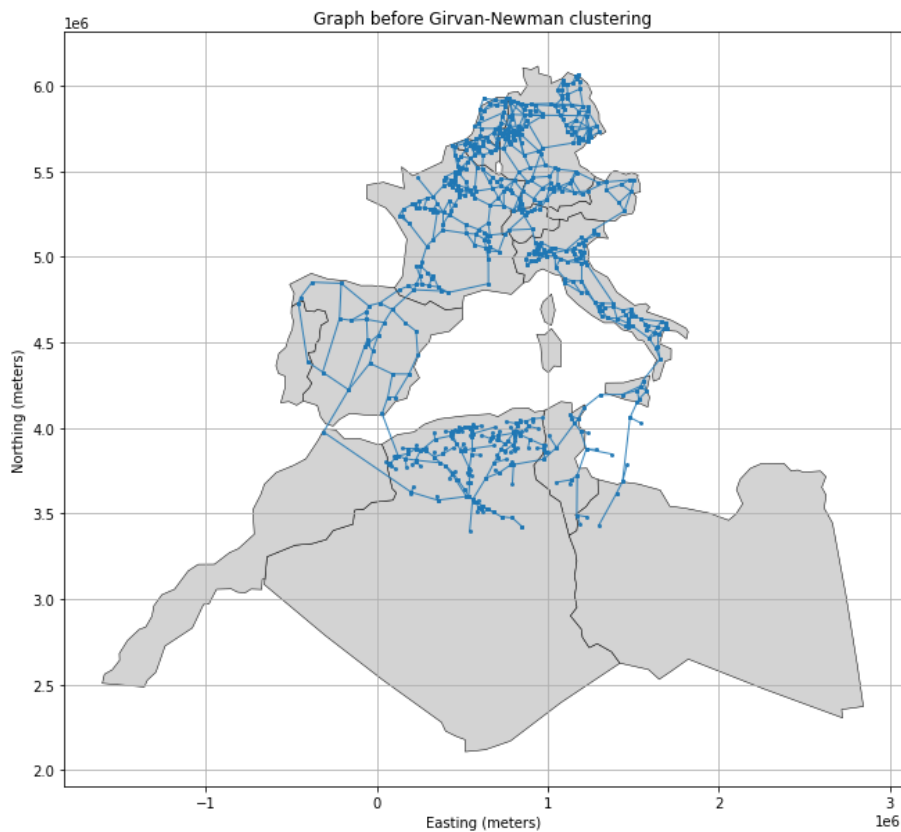 Graph before Girvan-Newman clustering
1e6
6.0
5.5
5.0
4.5
4.0
3.5
3.0
2.5
2.0
Northing (meters)
−1
0
1
2
3
1e6
Easting (meters)